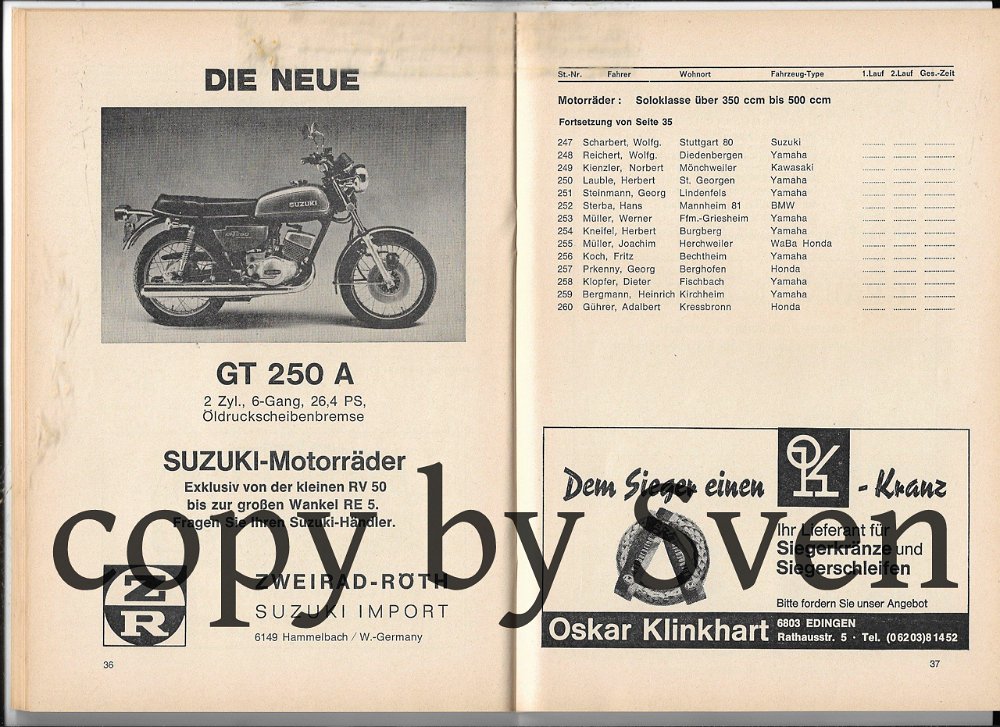 DIE NEUE
SUZUKI
GT 250 A
2 Zyl., 6-Gang, 26,4 PS,
Öldruckscheibenbremse
SUZUKI-Motorräder
Exklusiv von der kleinen RV 50
bis zur großen Wankel RE 5.
Fragen Sie Ihren Suzuki-Händler.
ZR
ZWEIRAD-RÖTH
SUZUKI IMPORT
6149 Hammelbach / W.-Germany
36
St.-Nr. Fahrer Wohnort Fahrzeug-Type 1.Lauf 2.Lauf Ges.-Zeit
Motorräder : Soloklasse über 350 ccm bis 500 ccm
Fortsetzung von Seite 35
247 Scharbert, Wolfg. Stuttgart 80 Suzuki
248 Reichert, Wolfg. Diedenbergen Yamaha
249 Kienzler, Norbert Mönchweiler Kawasaki
250 Lauble, Herbert St. Georgen Yamaha
251 Steinmann, Georg Lindenfels Yamaha
252 Sterba, Hans Mannheim 81 BMW
253 Müller, Werner Ffm.-Griesheim Yamaha
254 Kneifel, Herbert Burgberg Yamaha
255 Müller, Joachim Herchweiler WaBa Honda
256 Koch, Fritz Bechtheim Yamaha
257 Prkenny, Georg Berghofen Honda
258 Klopfer, Dieter Fischbach Yamaha
259 Bergmann, Heinrich Kirchheim Yamaha
260 Gührer, Adalbert Kressbronn Honda
Dem Sieger einen OK - Kranz
Ihr Lieferant für
Siegerkränze und
Siegerschleifen
Bitte fordern Sie unser Angebot
Oskar Klinkhart 6803 EDINGEN
Rathausstr. 5 · Tel. (06203) 81452
37
copy by Sven